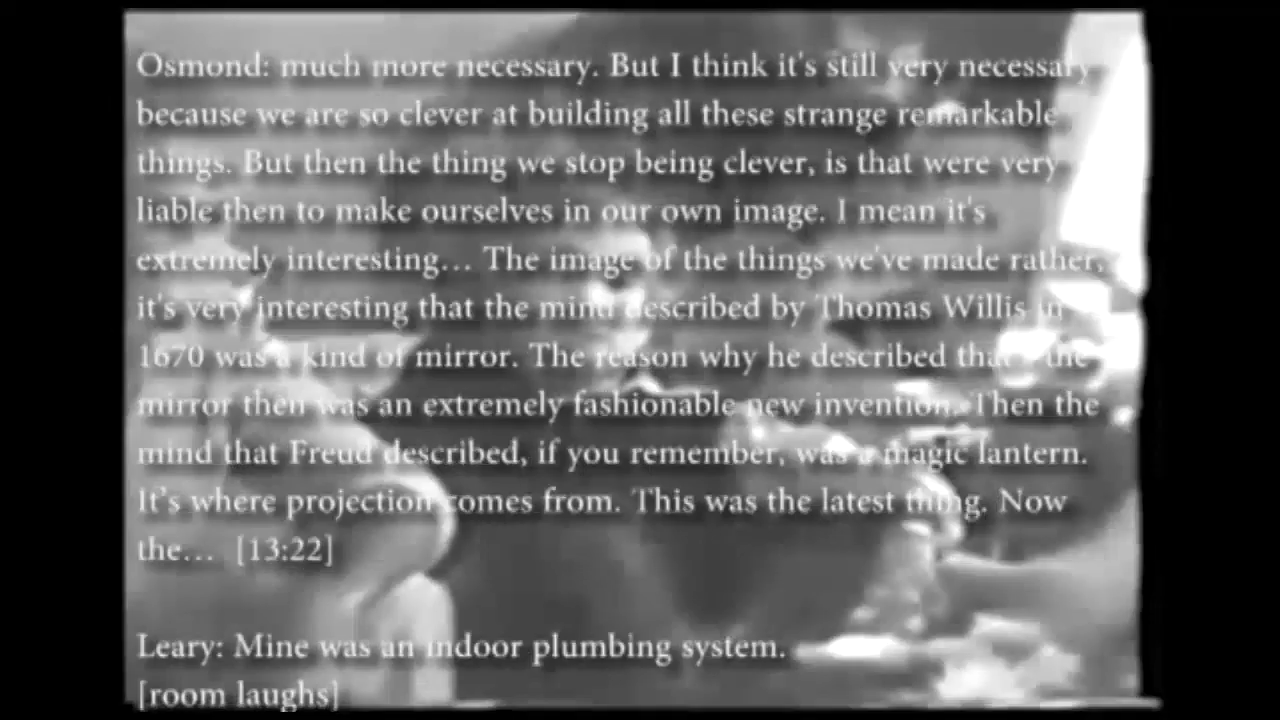 Osmond: much more necessary. But I think it's still very necessary
because we are so clever at building all these strange remarkable
things. But then the thing we stop being clever, is that were very
liable then to make ourselves in our own image. I mean it's
extremely interesting… The image of the things we've made rather,
it's very interesting that the mind described by Thomas Willis in
1670 was a kind of mirror. The reason why he described that is the
mirror then was an extremely fashionable new invention. Then the
mind that Freud described, if you remember, was a magic lantern.
It's where projection comes from. This was the latest thing. Now
the… [13:22]
Leary: Mine was an indoor plumbing system.
[room laughs]